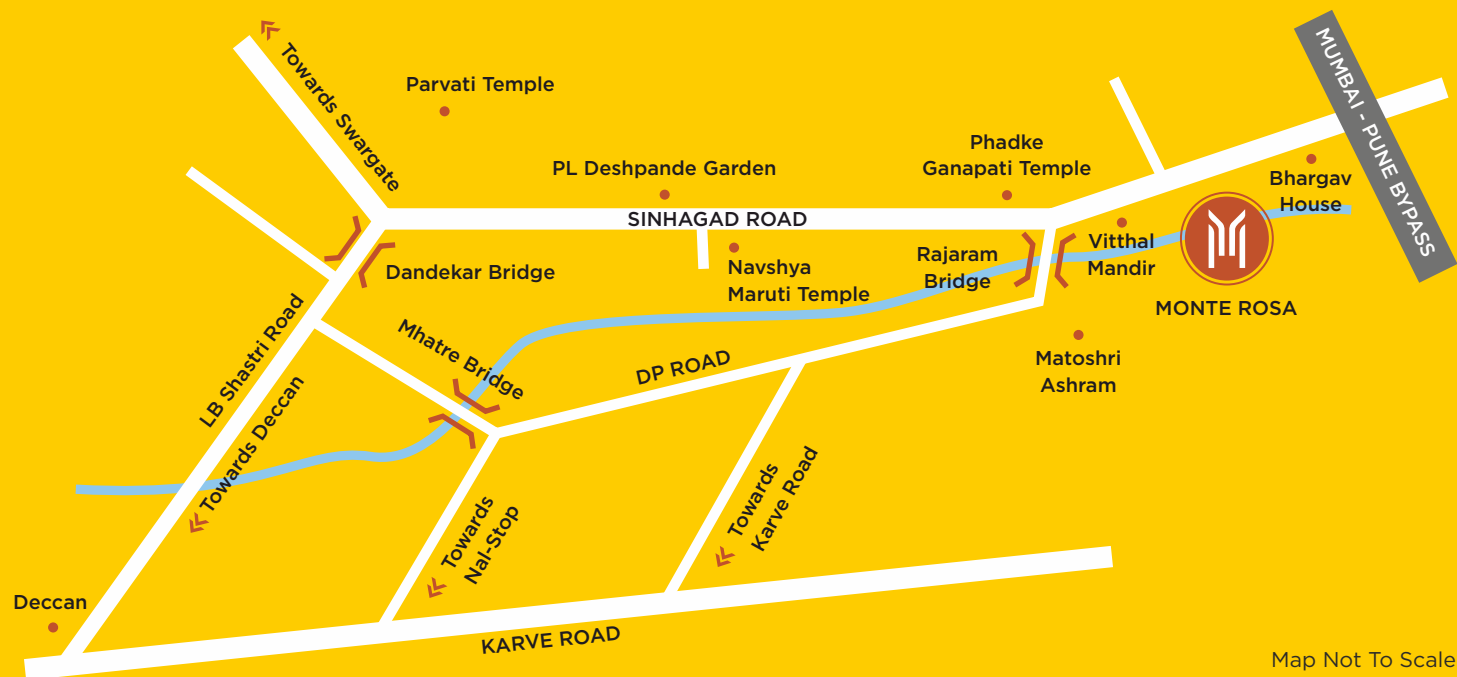 Towards Swargate
Parvati Temple
MUMBAI - PUNE BYPASS
PL Deshpande Garden
Phadke
Ganapati Temple
Bhargav
House
SINHAGAD ROAD
Dandekar Bridge
Navshya
Maruti Temple
Rajaram
Bridge
Vitthal
Mandir
MONTE ROSA
LB Shastri Road
Mhatre Bridge
DP ROAD
Matoshri
Ashram
Towards Deccan
Towards
Nal-Stop
Towards
Karve Road
Deccan
KARVE ROAD
Map Not To Scale